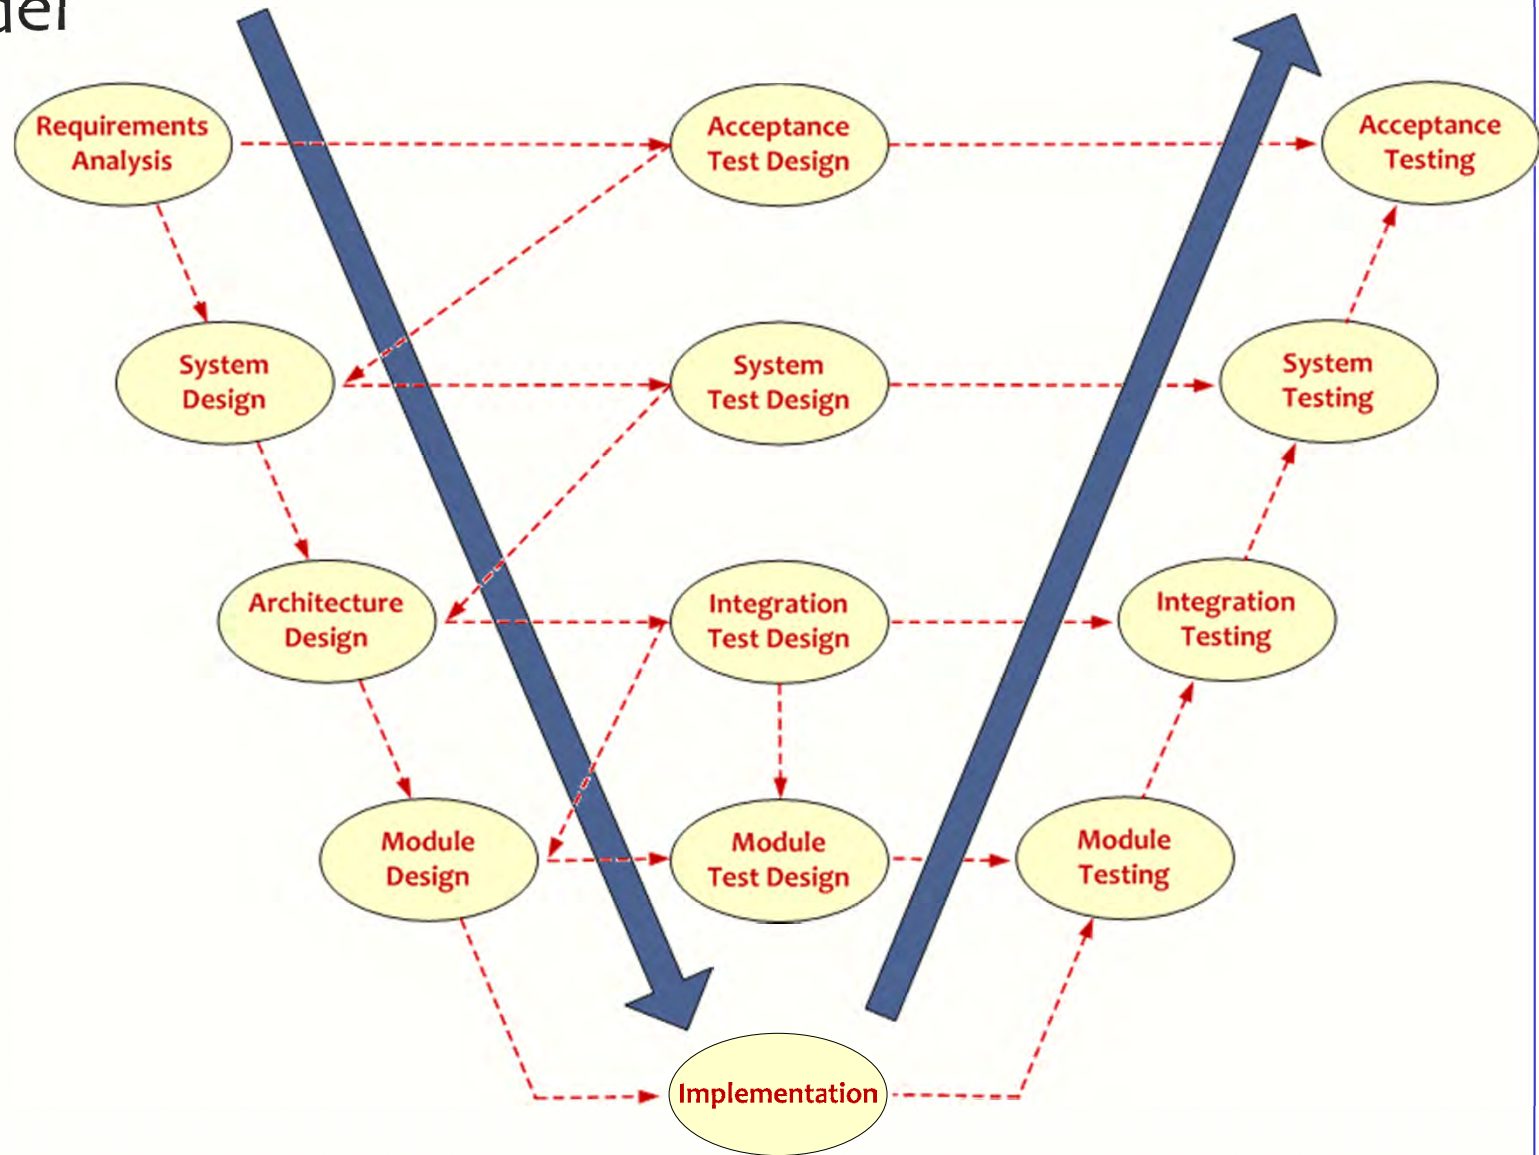 Requirements
Analysis
Acceptance
Test Design
Acceptance
Testing
System
Design
System
Test Design
System
Testing
Architecture
Design
Integration
Test Design
Integration
Testing
Module
Design
Module
Test Design
Module
Testing
Implementation